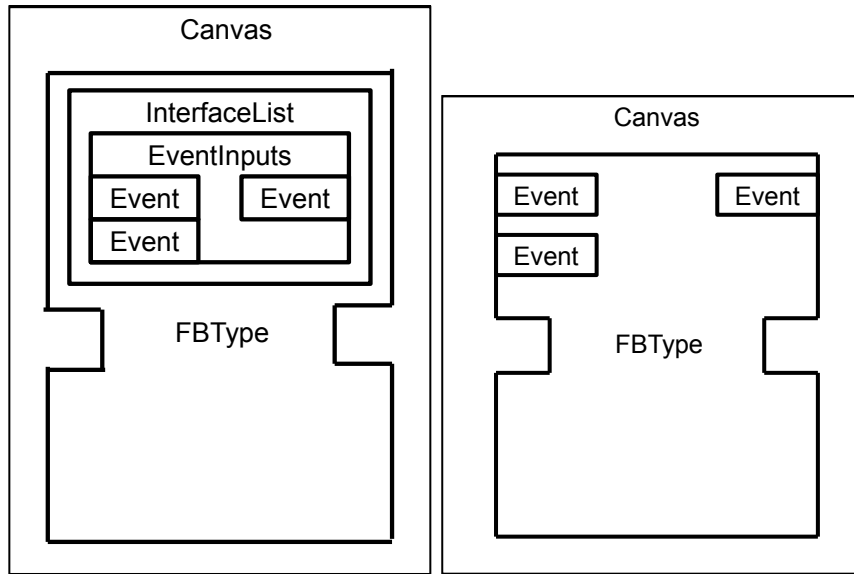 Canvas
InterfaceList
EventInputs
Event Event
Event
FBType
Canvas
Event Event
Event
FBType